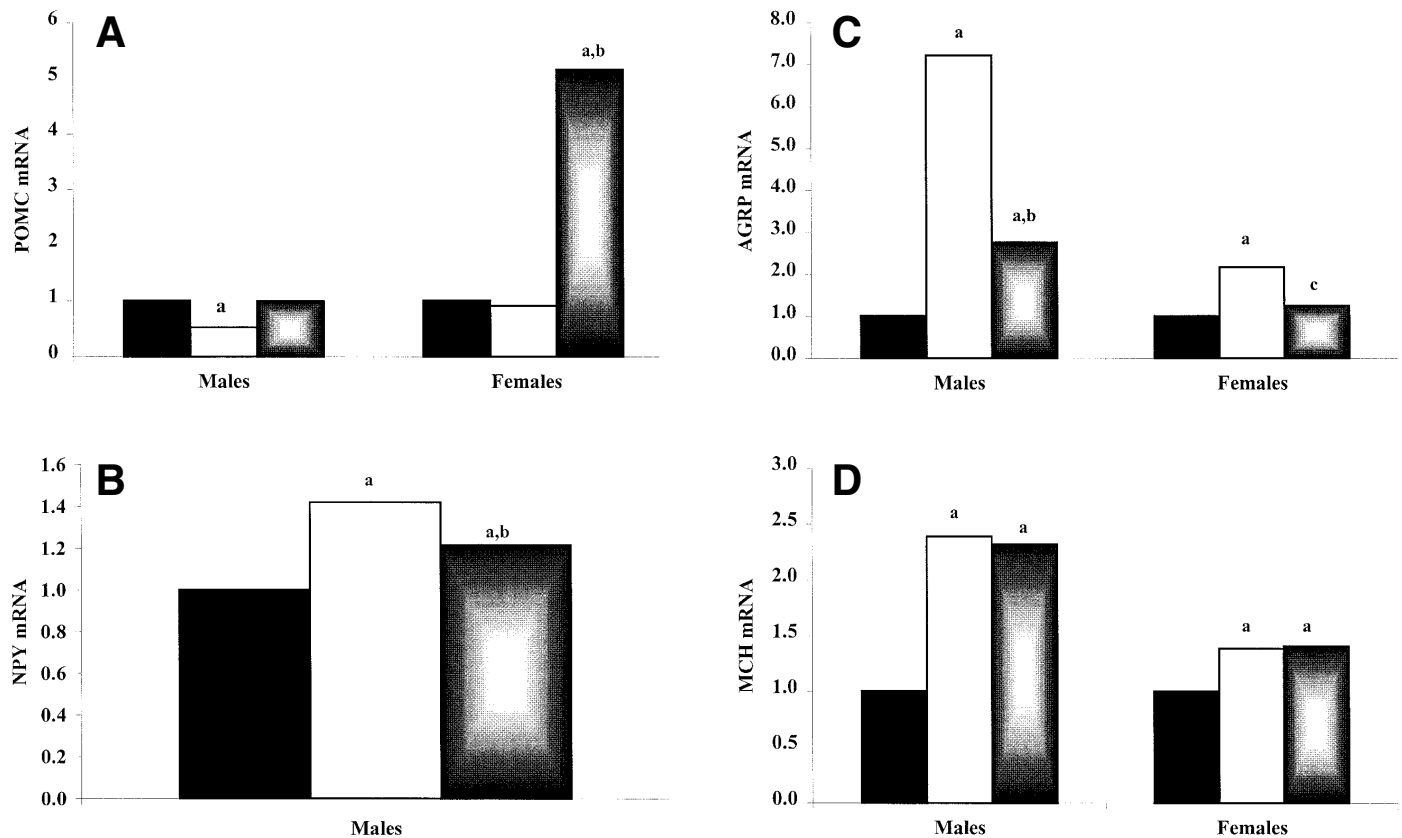 A
POMC mRNA
6
5
4
3
2
1
0
a
a,b
Males
Females
C
AGRP mRNA
8.0
7.0
6.0
5.0
4.0
3.0
2.0
1.0
0.0
a
a,b
a
c
Males
Females
B
NPY mRNA
1.6
1.4
1.2
1.0
0.8
0.6
0.4
0.2
0.0
a
a,b
Males
D
MCH mRNA
3.0
2.5
2.0
1.5
1.0
0.5
0.0
a
a
a
a
Males
Females